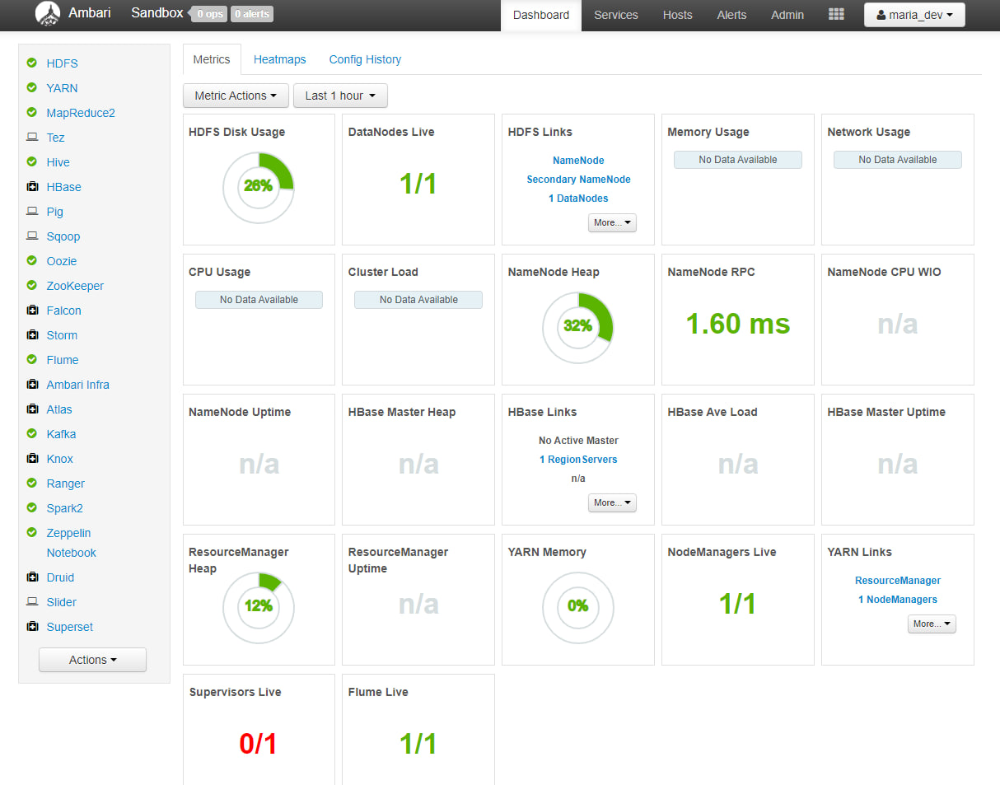 Ambari Sandbox 0 ops 0 alerts Dashboard Services Hosts Alerts Admin maria_dev
HDFS
YARN
MapReduce2
Tez
Hive
HBase
Pig
Sqoop
Oozie
ZooKeeper
Falcon
Storm
Flume
Ambari Infra
Atlas
Kafka
Knox
Ranger
Spark2
Zeppelin
Notebook
Druid
Slider
Superset
Actions
Metrics Heatmaps Config History
Metric Actions Last 1 hour
HDFS Disk Usage
26%
DataNodes Live
1/1
HDFS Links
NameNode
Secondary NameNode
1 DataNodes
More...
Memory Usage
No Data Available
Network Usage
No Data Available
CPU Usage
No Data Available
Cluster Load
No Data Available
NameNode Heap
32%
NameNode RPC
1.60 ms
NameNode CPU WIO
n/a
NameNode Uptime
n/a
HBase Master Heap
n/a
HBase Links
No Active Master
1 RegionServers
n/a
More...
HBase Ave Load
n/a
HBase Master Uptime
n/a
ResourceManager
Heap
12%
ResourceManager
Uptime
n/a
YARN Memory
0%
NodeManagers Live
1/1
YARN Links
ResourceManager
1 NodeManagers
More...
Supervisors Live
0/1
Flume Live
1/1